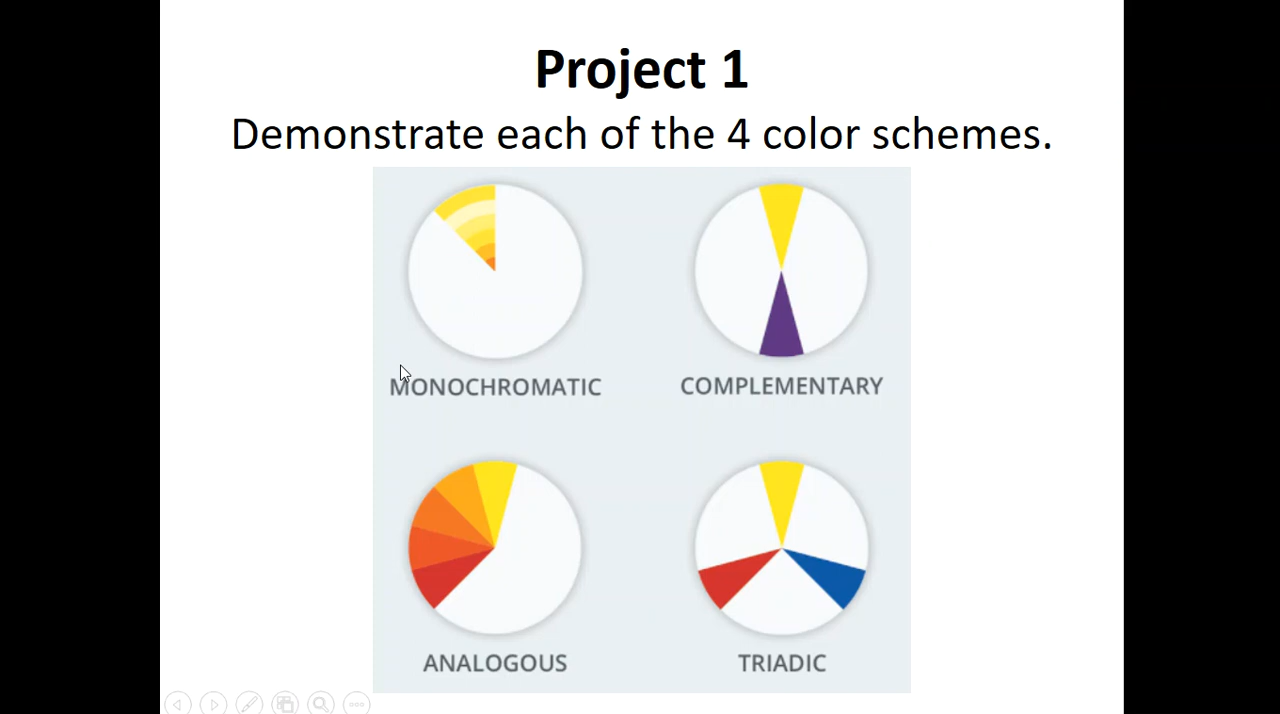 Project 1
Demonstrate each of the 4 color schemes.
MONOCHROMATIC
COMPLEMENTARY
ANALOGOUS
TRIADIC